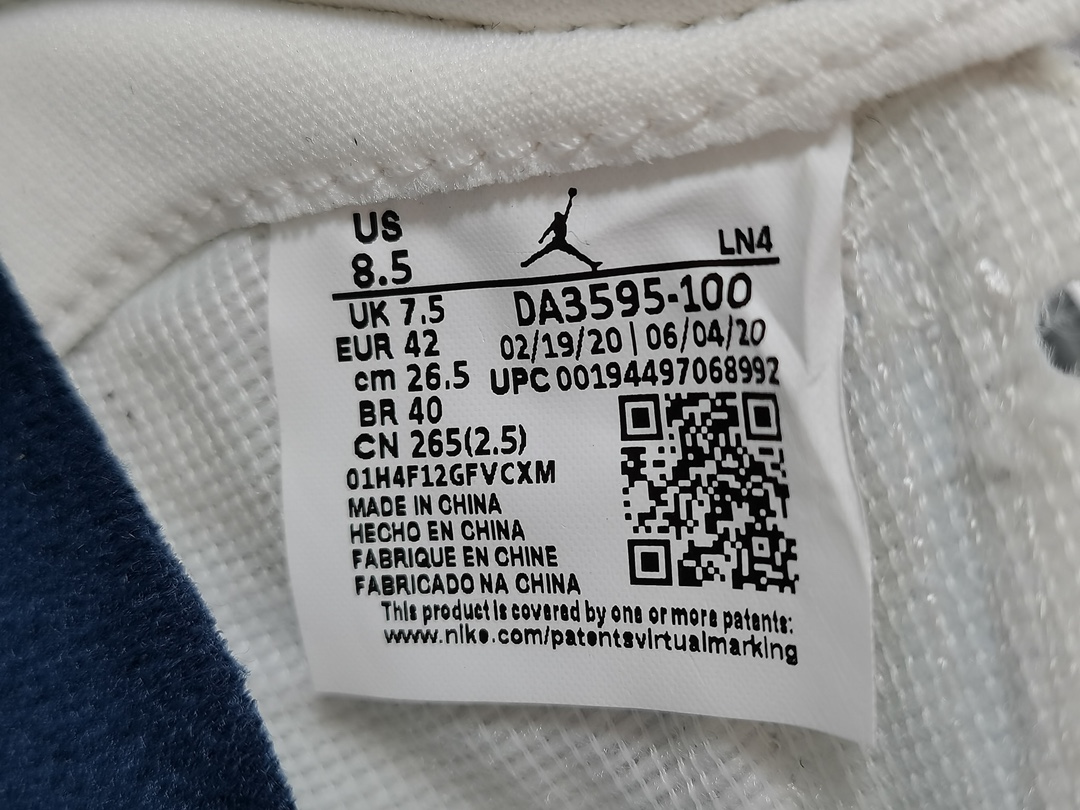 US
8.5
LN4
UK 7.5
DA3595-100
EUR 42
02/19/20 | 06/04/20
cm 26.5
UPC 00194497068992
BR 40
CN 265(2.5)
01H4F12GFVCXM
MADE IN CHINA
HECHO EN CHINA
FABRIQUE EN CHINE
FABRICADO NA CHINA
This product is covered by one or more patents:
www.nike.com/patentsvirtualmarking